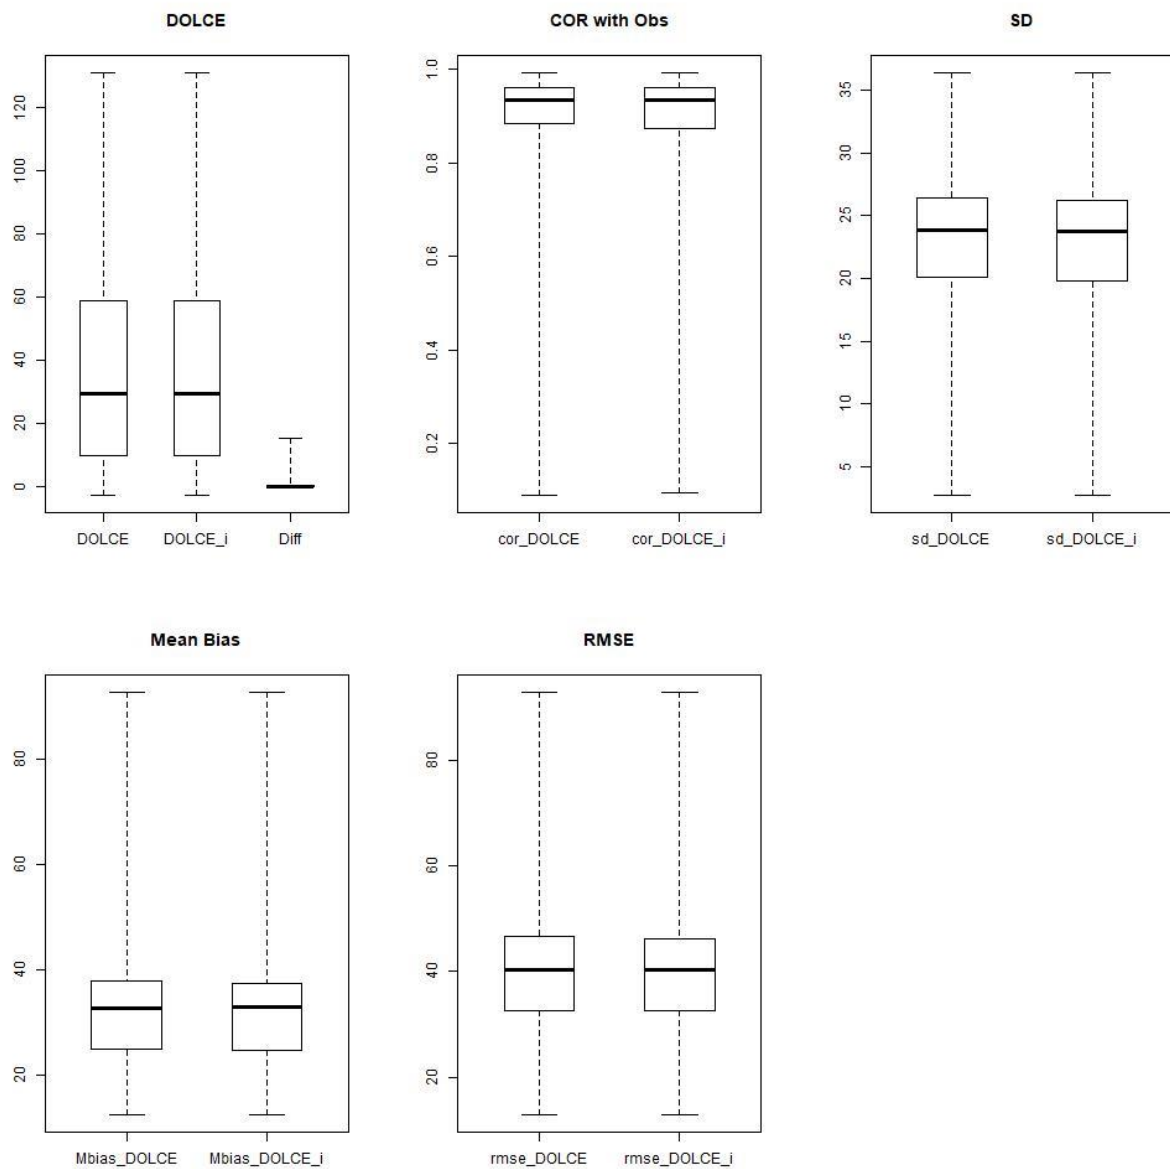 DOLCE
120
100
80
60
40
20
0
DOLCE DOLCE_i Diff
COR with Obs
1.0
0.8
0.6
0.4
0.2
cor_DOLCE cor_DOLCE_i
SD
35
30
25
20
15
10
5
sd_DOLCE sd_DOLCE_i
Mean Bias
80
60
40
20
Mbias_DOLCE Mbias_DOLCE_i
RMSE
80
60
40
20
rmse_DOLCE rmse_DOLCE_i